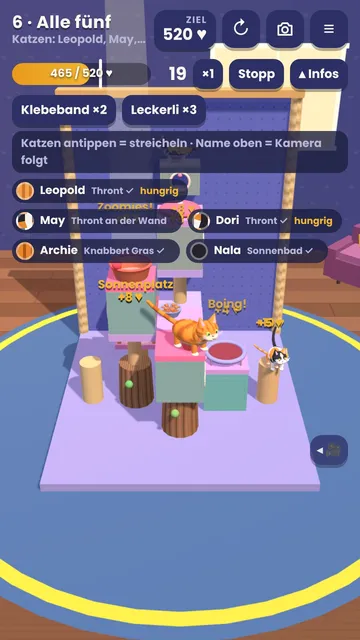 6 · Alle fünf
Katzen: Leopold, May,...
ZIEL
520 ♥
465 / 520 ♥
19
×1
Stopp
▲Infos
Klebeband ×2
Leckerli ×3
Katzen antippen = streicheln · Name oben = Kamera
folgt
Leopold Thront ✓ hungrig
Zoomies!
May Thront an der Wand
Dori Thront ✓ hungrig
Archie Knabbert Gras ✓
Nala Sonnenbad ✓
Sonnenplatz
+8 ♥
Boing!